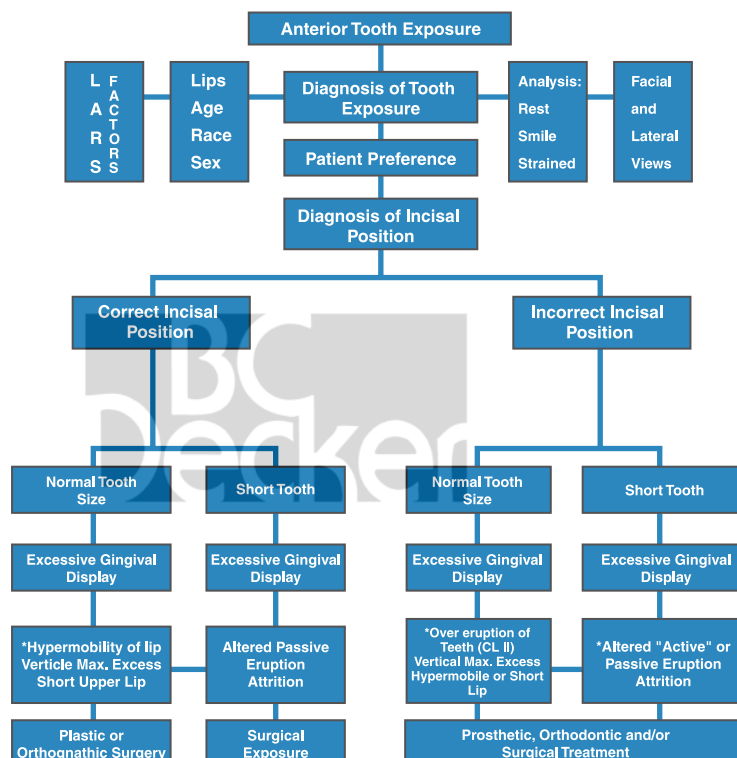 Anterior Tooth Exposure
L A R S
FACTORS
Lips
Age
Race
Sex
Diagnosis of Tooth
Exposure
Analysis:
Rest
Smile
Strained
Facial
and
Lateral
Views
Patient Preference
Diagnosis of Incisal
Position
Correct Incisal
Position
Incorrect Incisal
Position
BC
Decker
Normal Tooth
Size
Short Tooth
Normal Tooth
Size
Short Tooth
Excessive Gingival
Display
Excessive Gingival
Display
Excessive Gingival
Display
Excessive Gingival
Display
*Hypermobility of lip
Verticle Max. Excess
Short Upper Lip
Altered Passive
Eruption
Attrition
*Over eruption of
Teeth (CL II)
Vertical Max. Excess
Hypermobile or Short
Lip
*Altered "Active" or
Passive Eruption
Attrition
Plastic or
Orthognathic Surgery
Surgical
Exposure
Prosthetic, Orthodontic and/or
Surgical Treatment